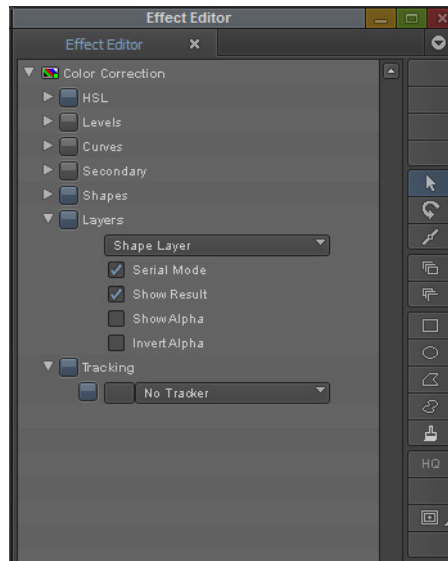 Effect Editor
Effect Editor
Color Correction
HSL
Levels
Curves
Secondary
Shapes
Layers
Shape Layer
Serial Mode
Show Result
Show Alpha
Invert Alpha
Tracking
No Tracker
HQ